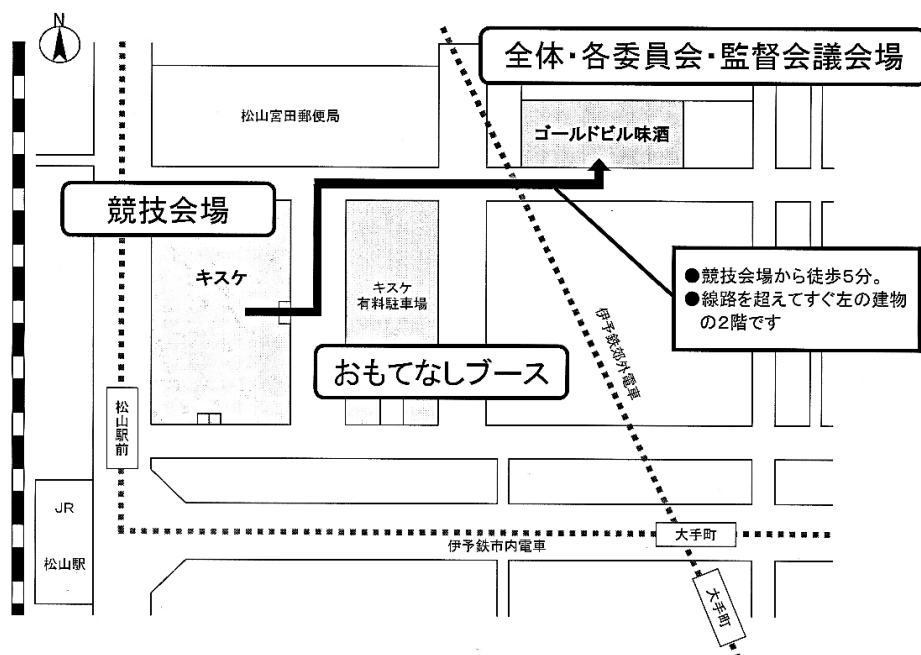 N
全体・各委員会・監督会議会場
松山宮田郵便局
ゴールドビル味酒
競技会場
キスケ
キスケ
有料駐車場
●競技会場から徒歩5分。
●線路を超えてすぐ左の建物
の2階です
伊予鉄郊外電車
おもてなしブース
松山駅前
JR
松山駅
大手町
伊予鉄市内電車
大手町